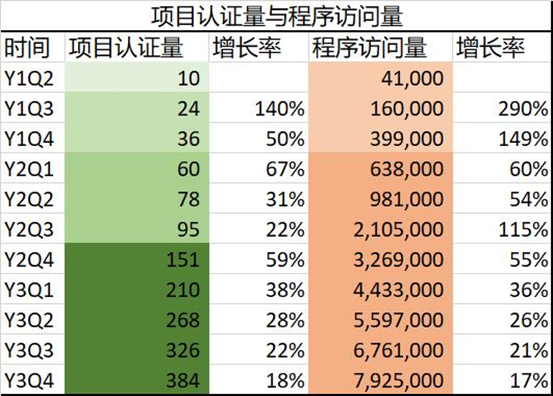 项目认证量与程序访问量
时间 项目认证量 增长率 程序访问量 增长率
Y1Q2 10 41,000
Y1Q3 24 140% 160,000 290%
Y1Q4 36 50% 399,000 149%
Y2Q1 60 67% 638,000 60%
Y2Q2 78 31% 981,000 54%
Y2Q3 95 22% 2,105,000 115%
Y2Q4 151 59% 3,269,000 55%
Y3Q1 210 38% 4,433,000 36%
Y3Q2 268 28% 5,597,000 26%
Y3Q3 326 22% 6,761,000 21%
Y3Q4 384 18% 7,925,000 17%